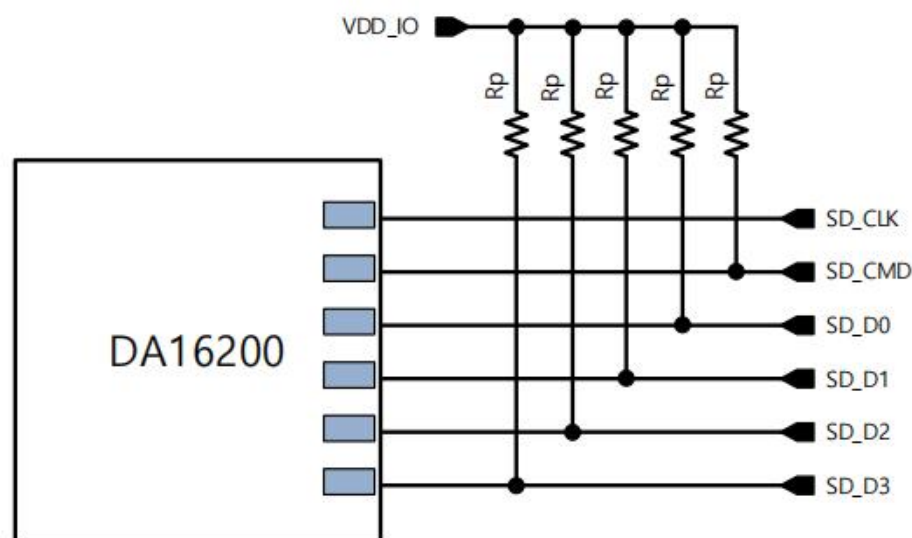 VDD_IO
Rp Rp Rp Rp Rp
SD_CLK
SD_CMD
SD_D0
DA16200
SD_D1
SD_D2
SD_D3